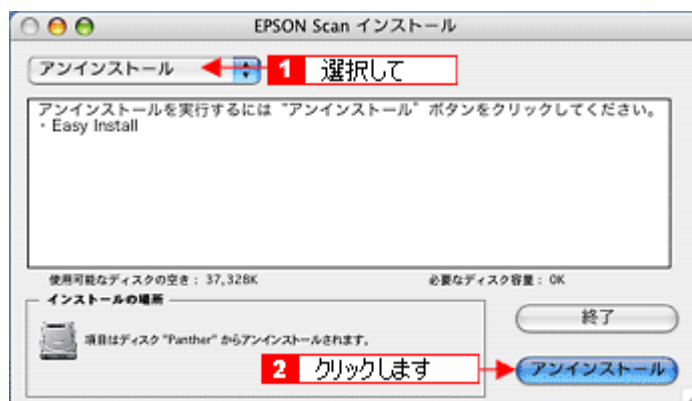 EPSON Scan インストール
アンインストール
1 選択して
アンインストールを実行するには “アンインストール” ボタンをクリックしてください。
・Easy Install
使用可能なディスクの空き： 37,328K
必要なディスク容量： 0K
インストールの場所
項目はディスク "Panther" からアンインストールされます。
終了
2 クリックします
アンインストール